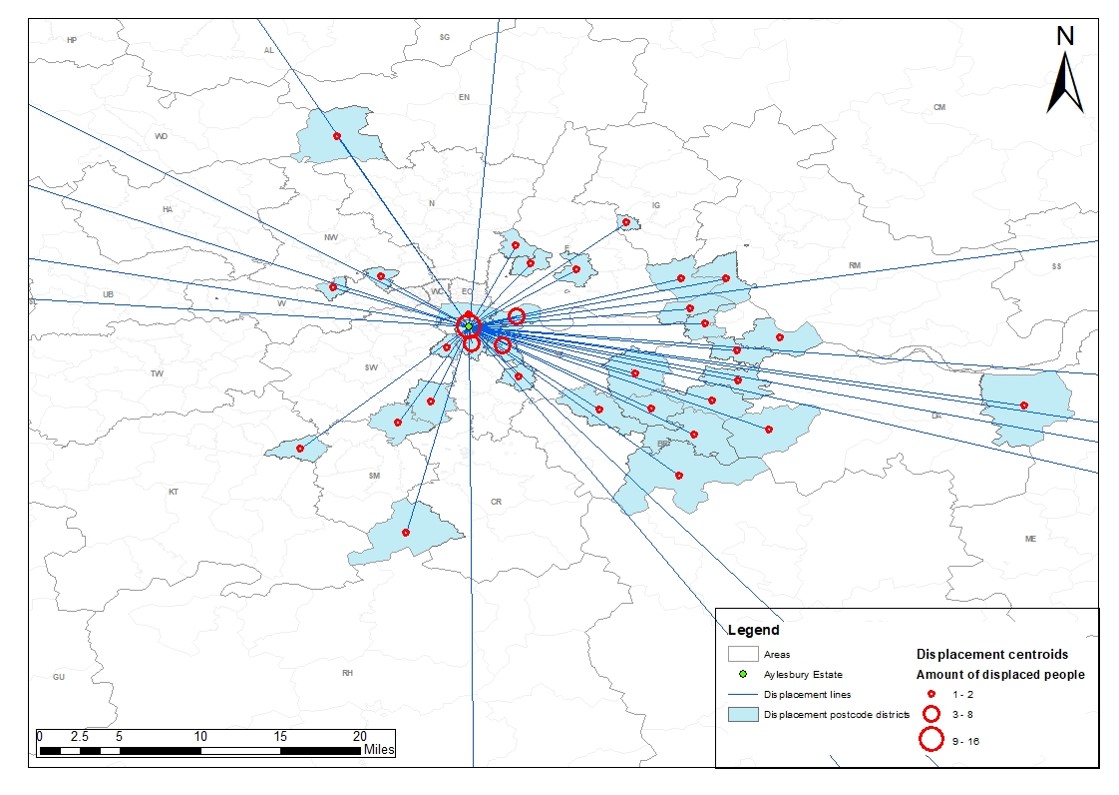 N
HP
SG
AL
EN
CM
WD
N
IG
HA
NW
E
RM
SS
UB
W
WC
EC
TW
SW
DA
BR
SM
KT
CR
ME
RH
GU
Legend
Areas
Aylesbury Estate
Displacement lines
Displacement postcode districts
Displacement centroids
Amount of displaced people
1 - 2
3 - 8
9 - 16
0 2.5 5 10 15 20
Miles